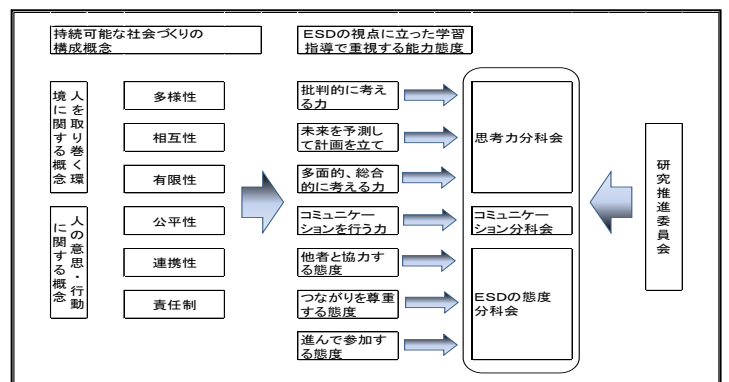 持続可能な社会づくりの
構成概念
ESDの視点に立った学習
指導で重視する能力態度
人を取り巻く環
境に関する概念
人の意思・行動
に関する概念
多様性
相互性
有限性
公平性
連携性
責任制
批判的に考え
る力
未来を予測し
て計画を立て
多面的、総合
的に考える力
コミュニケー
ションを行う力
他者と協力す
る態度
つながりを尊重
する態度
進んで参加す
る態度
思考力分科会
コミュニケー
ション分科会
ESDの態度
分科会
研究推進委員会